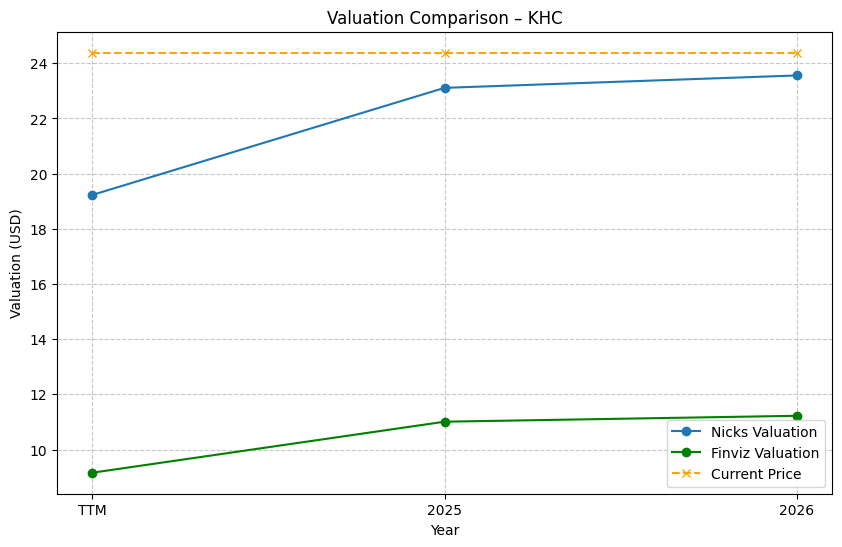 Valuation Comparison – KHC
Valuation (USD)
24
22
20
18
16
14
12
10
TTM
2025
2026
Year
Nicks Valuation
Finviz Valuation
Current Price